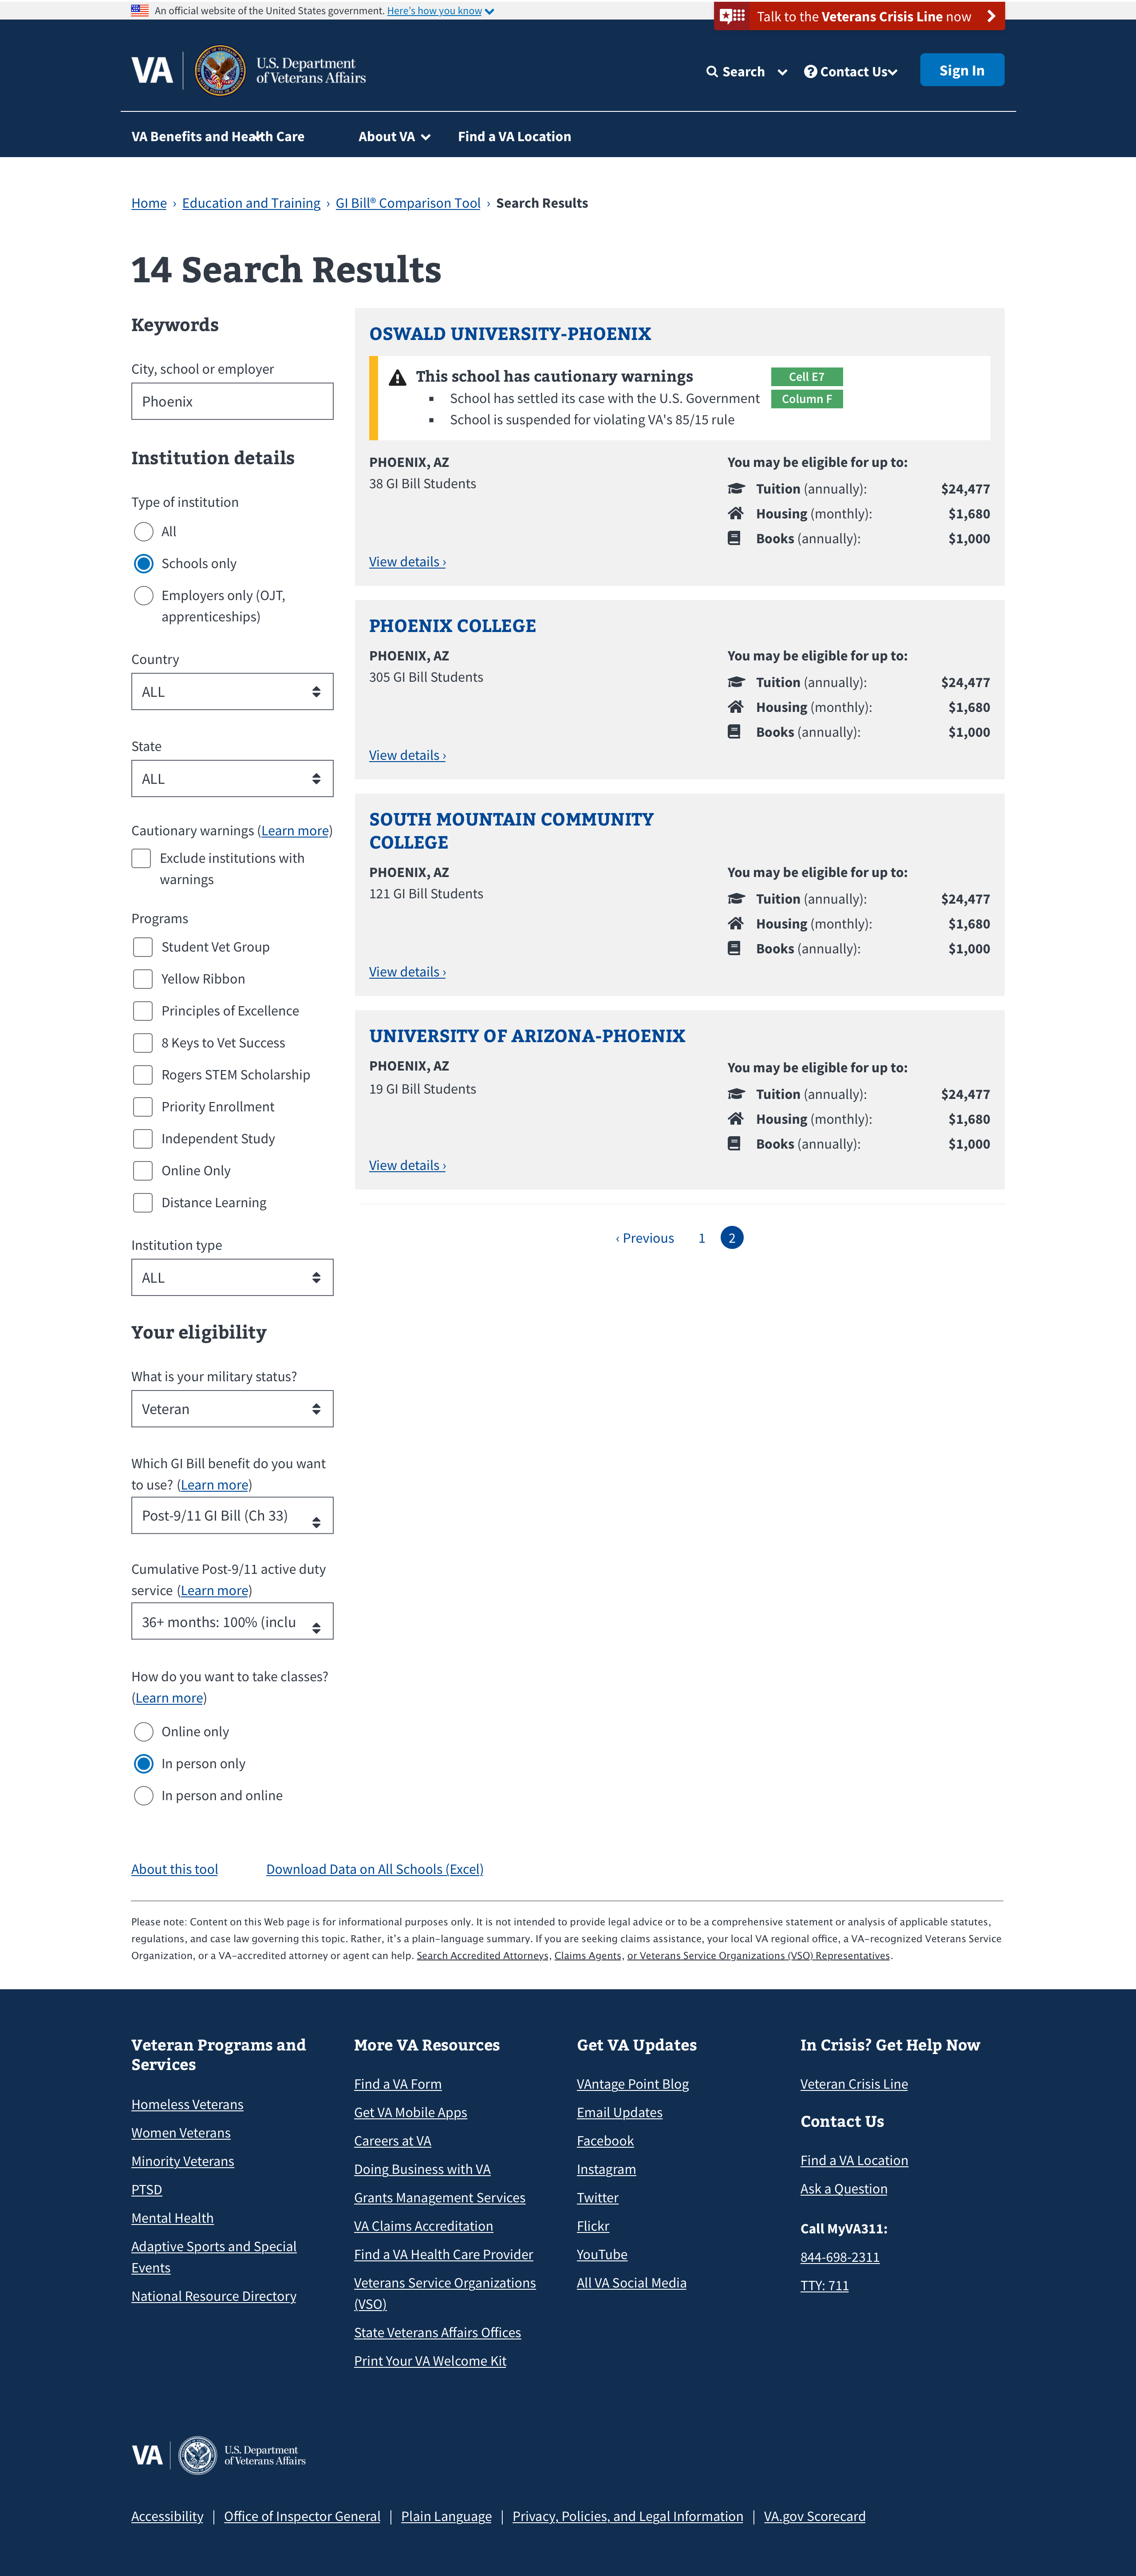 An official website of the United States government. Here's how you know
Talk to the Veterans Crisis Line now
VA
U.S. Department
of Veterans Affairs
Search
Contact Us
Sign In
VA Benefits and Health Care
About VA
Find a VA Location
Home › Education and Training › GI Bill® Comparison Tool › Search Results
14 Search Results
Keywords
City, school or employer
Phoenix
Institution details
Type of institution
All
Schools only
Employers only (OJT,
apprenticeships)
Country
ALL
State
ALL
Cautionary warnings (Learn more)
Exclude institutions with
warnings
Programs
Student Vet Group
Yellow Ribbon
Principles of Excellence
8 Keys to Vet Success
Rogers STEM Scholarship
Priority Enrollment
Independent Study
Online Only
Distance Learning
Institution type
ALL
Your eligibility
What is your military status?
Veteran
Which GI Bill benefit do you want
to use? (Learn more)
Post-9/11 GI Bill (Ch 33)
Cumulative Post-9/11 active duty
service (Learn more)
36+ months: 100% (inclu
How do you want to take classes?
(Learn more)
Online only
In person only
In person and online
OSWALD UNIVERSITY-PHOENIX
This school has cautionary warnings
Cell E7
School has settled its case with the U.S. Government
Column F
School is suspended for violating VA's 85/15 rule
PHOENIX, AZ
38 GI Bill Students
You may be eligible for up to:
Tuition (annually): $24,477
Housing (monthly): $1,680
Books (annually): $1,000
View details ›
PHOENIX COLLEGE
PHOENIX, AZ
305 GI Bill Students
You may be eligible for up to:
Tuition (annually): $24,477
Housing (monthly): $1,680
Books (annually): $1,000
View details ›
SOUTH MOUNTAIN COMMUNITY
COLLEGE
PHOENIX, AZ
121 GI Bill Students
You may be eligible for up to:
Tuition (annually): $24,477
Housing (monthly): $1,680
Books (annually): $1,000
View details ›
UNIVERSITY OF ARIZONA-PHOENIX
PHOENIX, AZ
19 GI Bill Students
You may be eligible for up to:
Tuition (annually): $24,477
Housing (monthly): $1,680
Books (annually): $1,000
View details ›
‹ Previous 1 2
About this tool
Download Data on All Schools (Excel)
Please note: Content on this Web page is for informational purposes only. It is not intended to provide legal advice or to be a comprehensive statement or analysis of applicable statutes,
regulations, and case law governing this topic. Rather, it's a plain-language summary. If you are seeking claims assistance, your local VA regional office, a VA-recognized Veterans Service
Organization, or a VA-accredited attorney or agent can help. Search Accredited Attorneys, Claims Agents, or Veterans Service Organizations (VSO) Representatives.
Veteran Programs and
Services
Homeless Veterans
Women Veterans
Minority Veterans
PTSD
Mental Health
Adaptive Sports and Special
Events
National Resource Directory
More VA Resources
Find a VA Form
Get VA Mobile Apps
Careers at VA
Doing Business with VA
Grants Management Services
VA Claims Accreditation
Find a VA Health Care Provider
Veterans Service Organizations
(VSO)
State Veterans Affairs Offices
Print Your VA Welcome Kit
Get VA Updates
VAntage Point Blog
Email Updates
Facebook
Instagram
Twitter
Flickr
YouTube
All VA Social Media
In Crisis? Get Help Now
Veteran Crisis Line
Contact Us
Find a VA Location
Ask a Question
Call MyVA311:
844-698-2311
TTY: 711
VA
U.S. Department
of Veterans Affairs
Accessibility | Office of Inspector General | Plain Language | Privacy, Policies, and Legal Information | VA.gov Scorecard